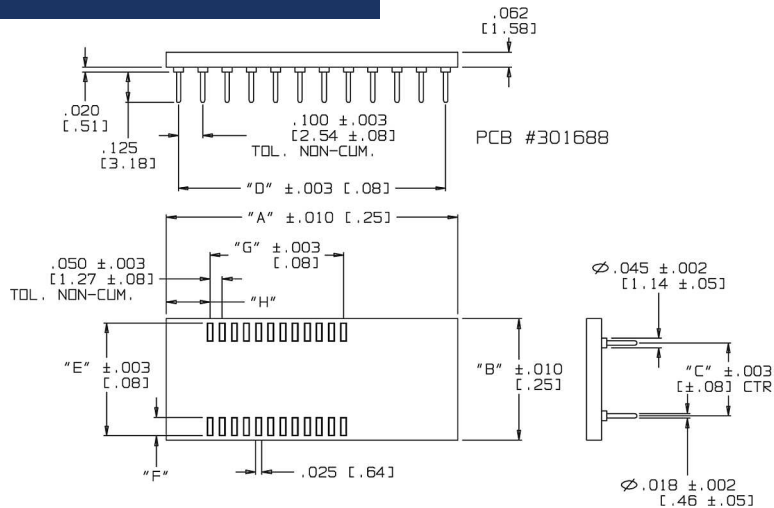 .062
[1.58]
.020
[.51]
.125
[3.18]
.100 ±.003
[2.54 ±.08]
TOL. NON-CUM.
PCB #301688
"D" ±.003 [.08]
"A" ±.010 [.25]
"G" ±.003
[.08]
.050 ±.003
[1.27 ±.08]
TOL. NON-CUM.
"H"
Ø.045 ±.002
[1.14 ±.05]
"E" ±.003
[.08]
"B" ±.010
[.25]
"C" ±.003
[±.08] CTR
"F"
.025 [.64]
Ø.018 ±.002
[.46 ±.05]